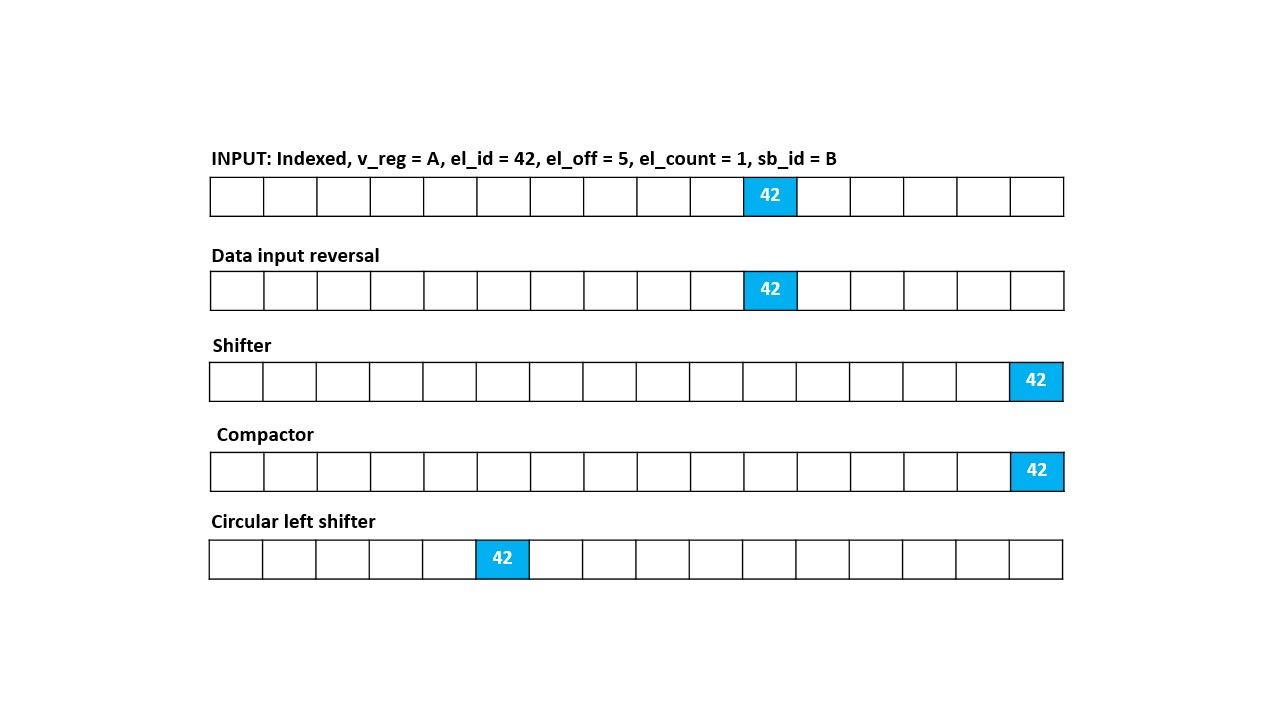 INPUT: Indexed, v_reg = A, el_id = 42, el_off = 5, el_count = 1, sb_id = B
42
Data input reversal
42
Shifter
42
Compactor
42
Circular left shifter
42